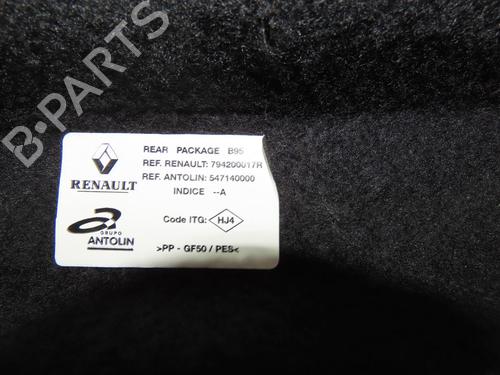 B-PARTS
REAR PACKAGE B95
REF. RENAULT: 794200017R
REF. ANTOLIN: 547140000
INDICE --A
RENAULT
Code ITG: HJ4
GRUPO
ANTOLIN
>PP - GF50 / PES<